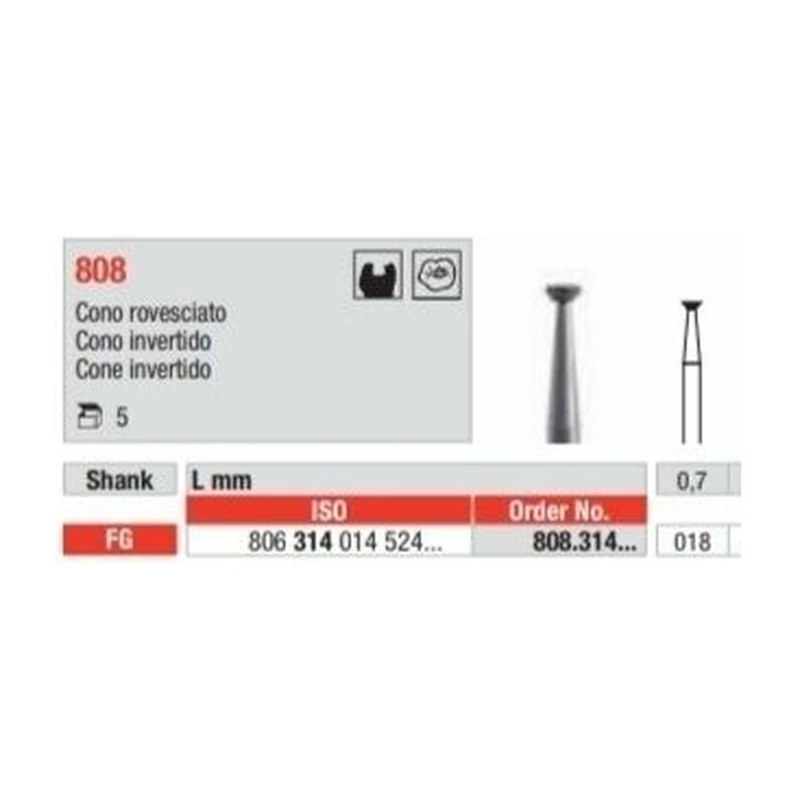 808
Cono rovesciato
Cono invertido
Cone invertido
5
Shank L mm 0,7
ISO Order No.
FG 806 314 014 524... 808.314... 018